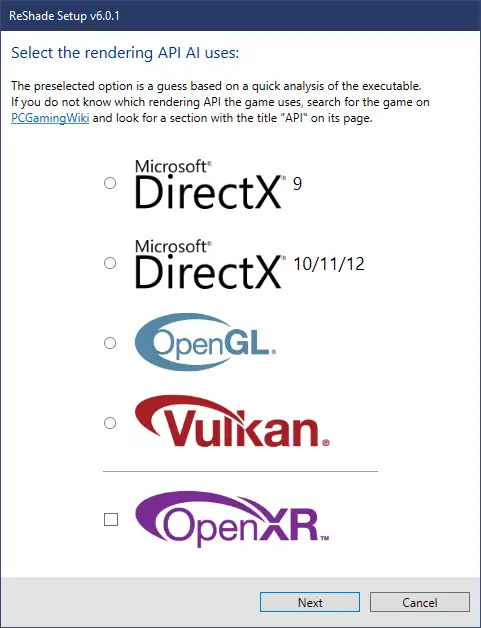 ReShade Setup v6.0.1
Select the rendering API AI uses:
The preselected option is a guess based on a quick analysis of the executable.
If you do not know which rendering API the game uses, search for the game on
PCGamingWiki and look for a section with the title "API" on its page.
Microsoft®
DirectX® 9
Microsoft®
DirectX® 10/11/12
OpenGL®
Vulkan®
OpenXR™
Next
Cancel